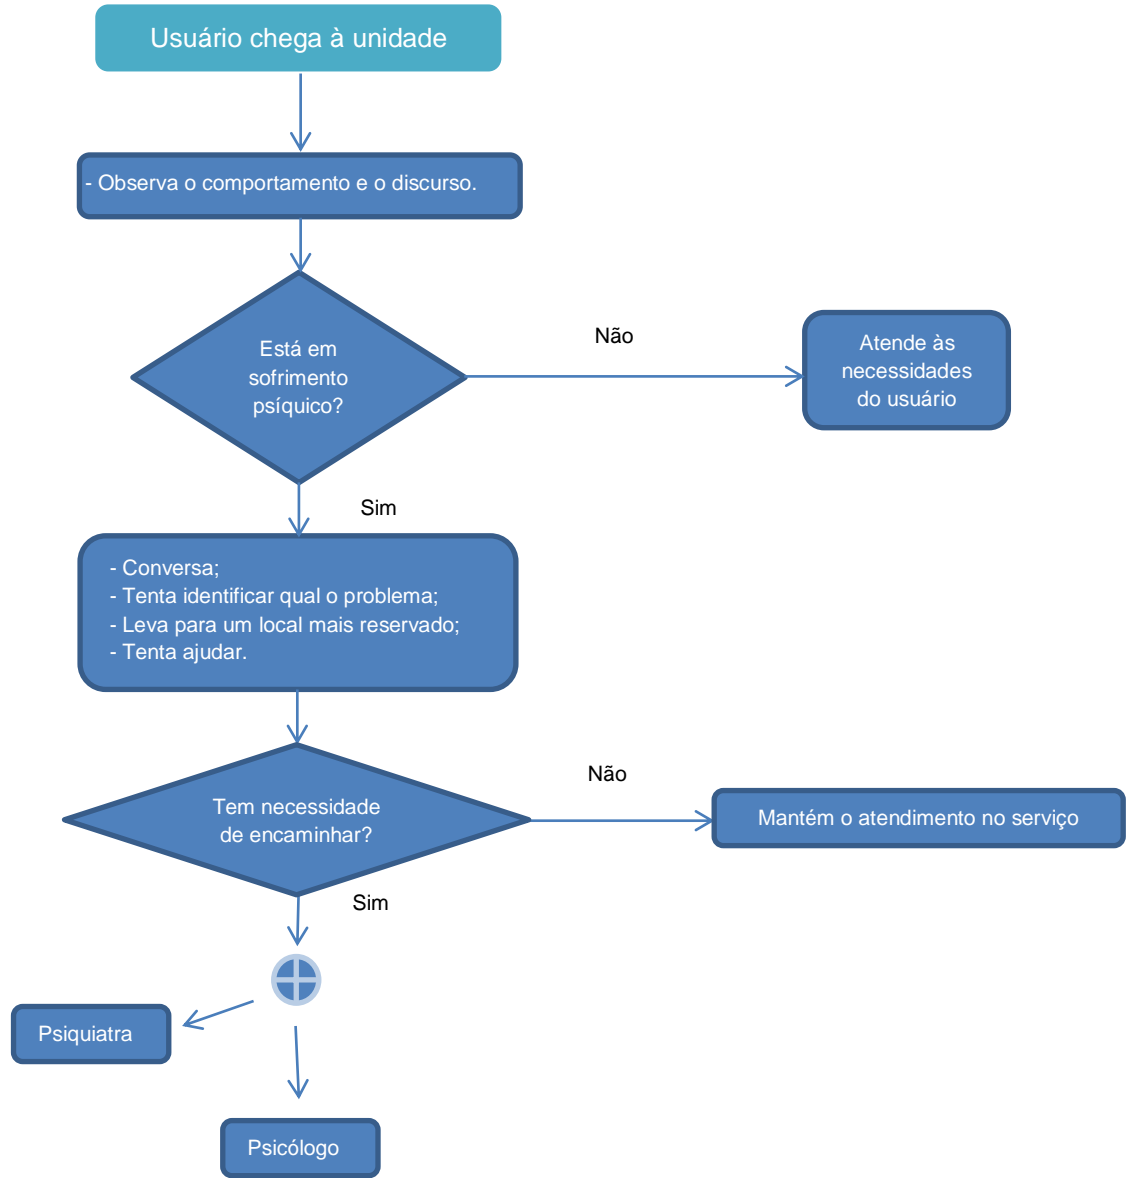 Usuário chega à unidade
- Observa o comportamento e o discurso.
Está em
sofrimento
psíquico?
Não
Atende às
necessidades
do usuário
Sim
- Conversa;
- Tenta identificar qual o problema;
- Leva para um local mais reservado;
- Tenta ajudar.
Tem necessidade
de encaminhar?
Não
Mantém o atendimento no serviço
Sim
Psiquiatra
Psicólogo